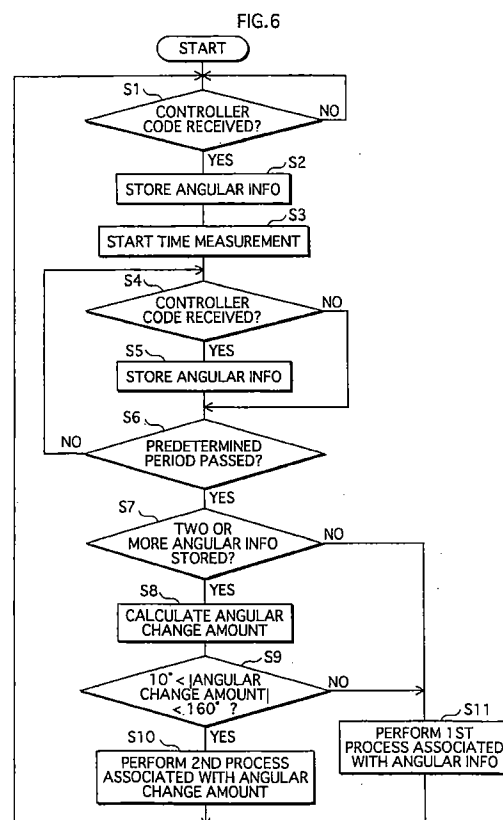 FIG.6
START
S1
CONTROLLER
CODE RECEIVED?
NO
YES
S2
STORE ANGULAR INFO
S3
START TIME MEASUREMENT
S4
CONTROLLER
CODE RECEIVED?
NO
YES
S5
STORE ANGULAR INFO
S6
NO
PREDETERMINED
PERIOD PASSED?
YES
S7
TWO OR
MORE ANGULAR INFO
STORED?
NO
YES
S8
CALCULATE ANGULAR
CHANGE AMOUNT
S9
10° < |ANGULAR
CHANGE AMOUNT|
< 160° ?
NO
YES
S10
PERFORM 2ND PROCESS
ASSOCIATED WITH ANGULAR
CHANGE AMOUNT
S11
PERFORM 1ST
PROCESS ASSOCIATED
WITH ANGULAR INFO